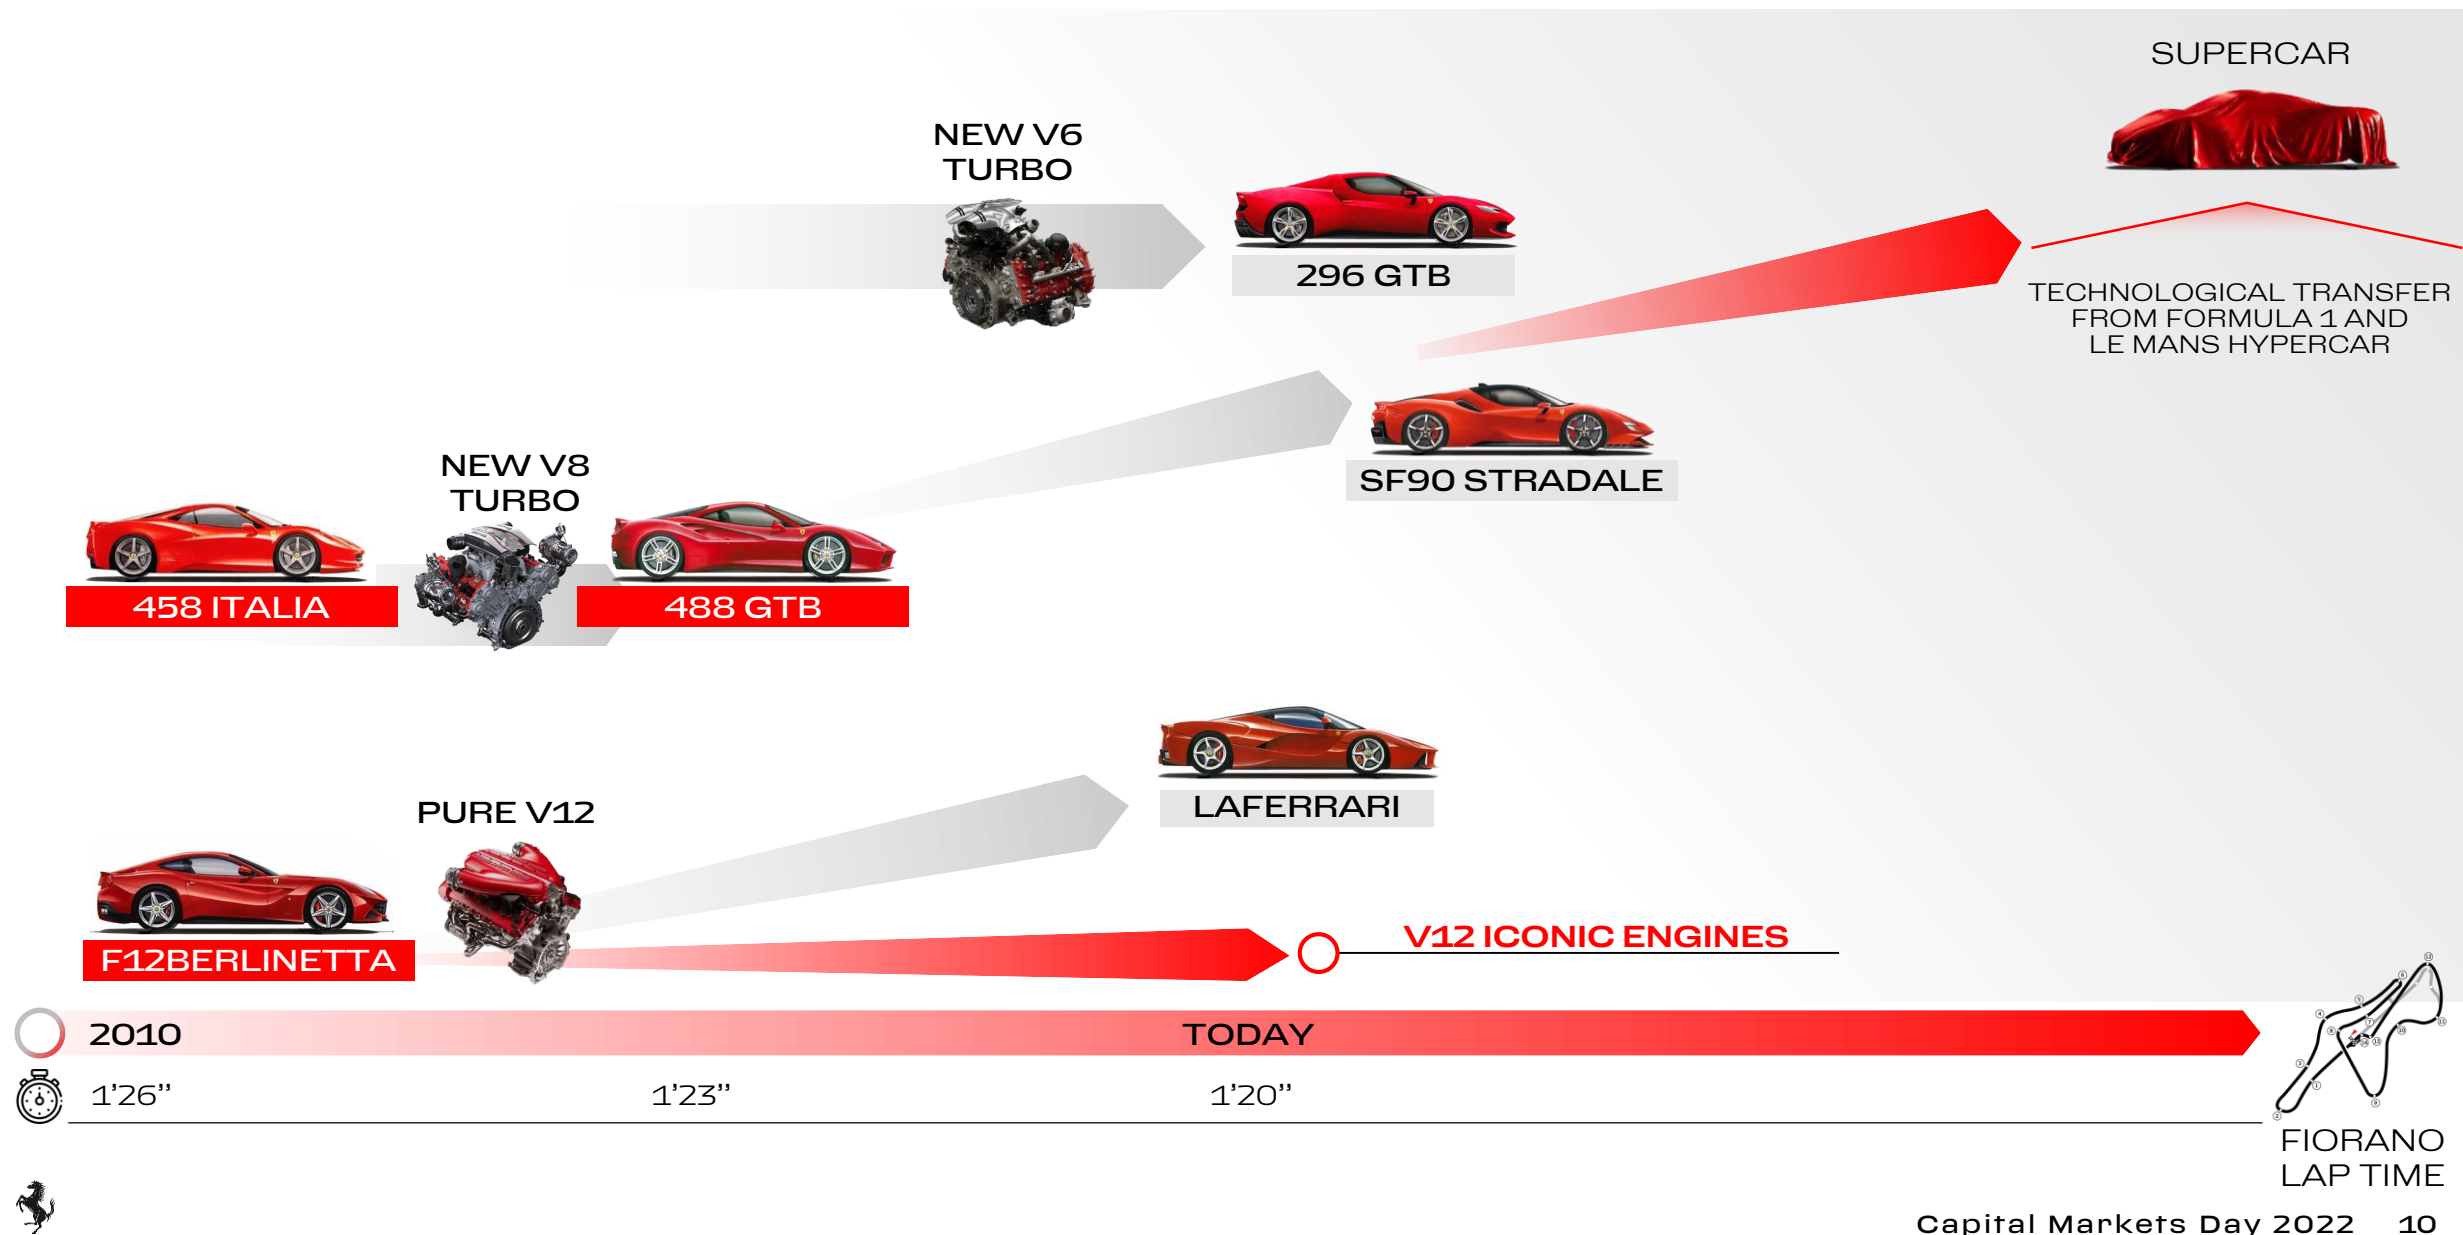 SUPERCAR
NEW V6
TURBO
296 GTB
TECHNOLOGICAL TRANSFER
FROM FORMULA 1 AND
LE MANS HYPERCAR
NEW V8
TURBO
SF90 STRADALE
458 ITALIA
488 GTB
LAFERRARI
PURE V12
F12BERLINETTA
V12 ICONIC ENGINES
2010
TODAY
1'26”
1'23”
1'20”
FIORANO
LAP TIME
Capital Markets Day 2022 10